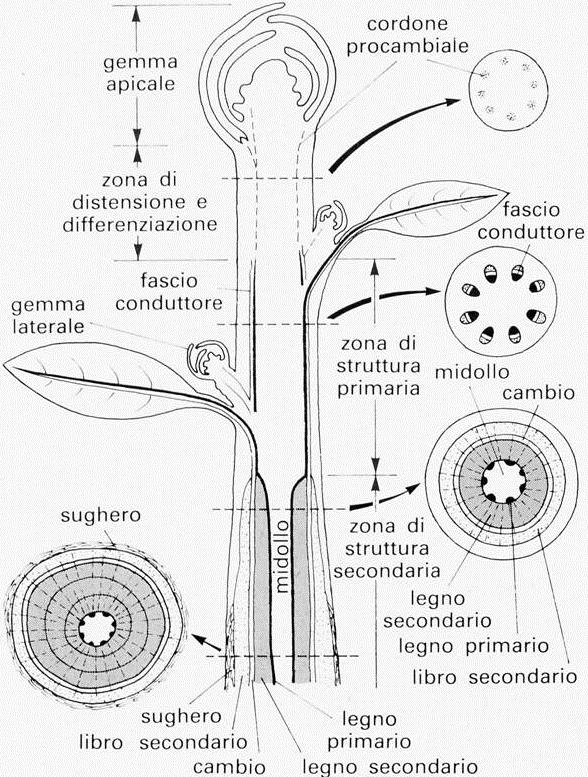 gemma
apicale
cordone
procambiale
zona di
distensione e
differenziazione
fascio
conduttore
fascio
conduttore
gemma
laterale
zona di
struttura
primaria
midollo
cambio
sughero
midollo
zona di
struttura
secondaria
legno
secondario
legno primario
libro secondario
sughero
libro secondario
cambio
legno
primario
legno secondario